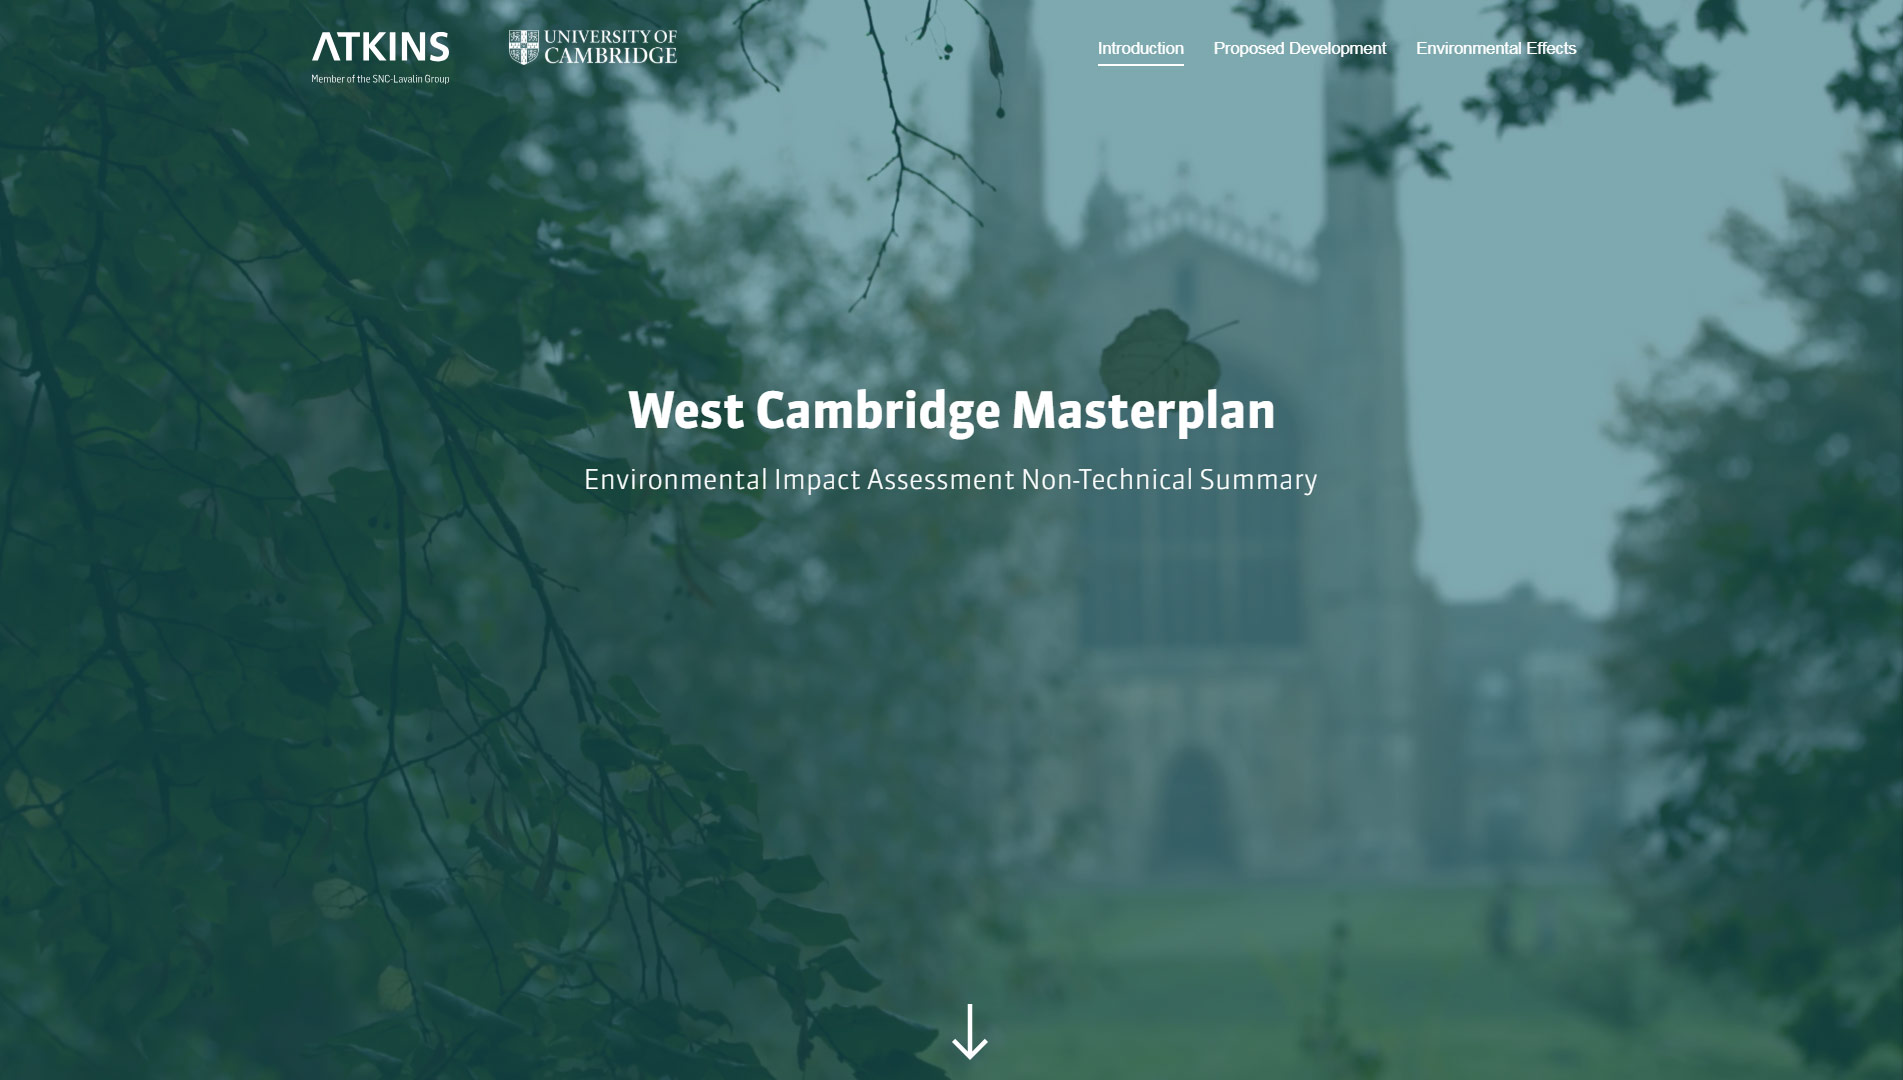 ATKINS
Member of the SNC-Lavalin Group
UNIVERSITY OF
CAMBRIDGE
Introduction
Proposed Development
Environmental Effects
West Cambridge Masterplan
Environmental Impact Assessment Non-Technical Summary